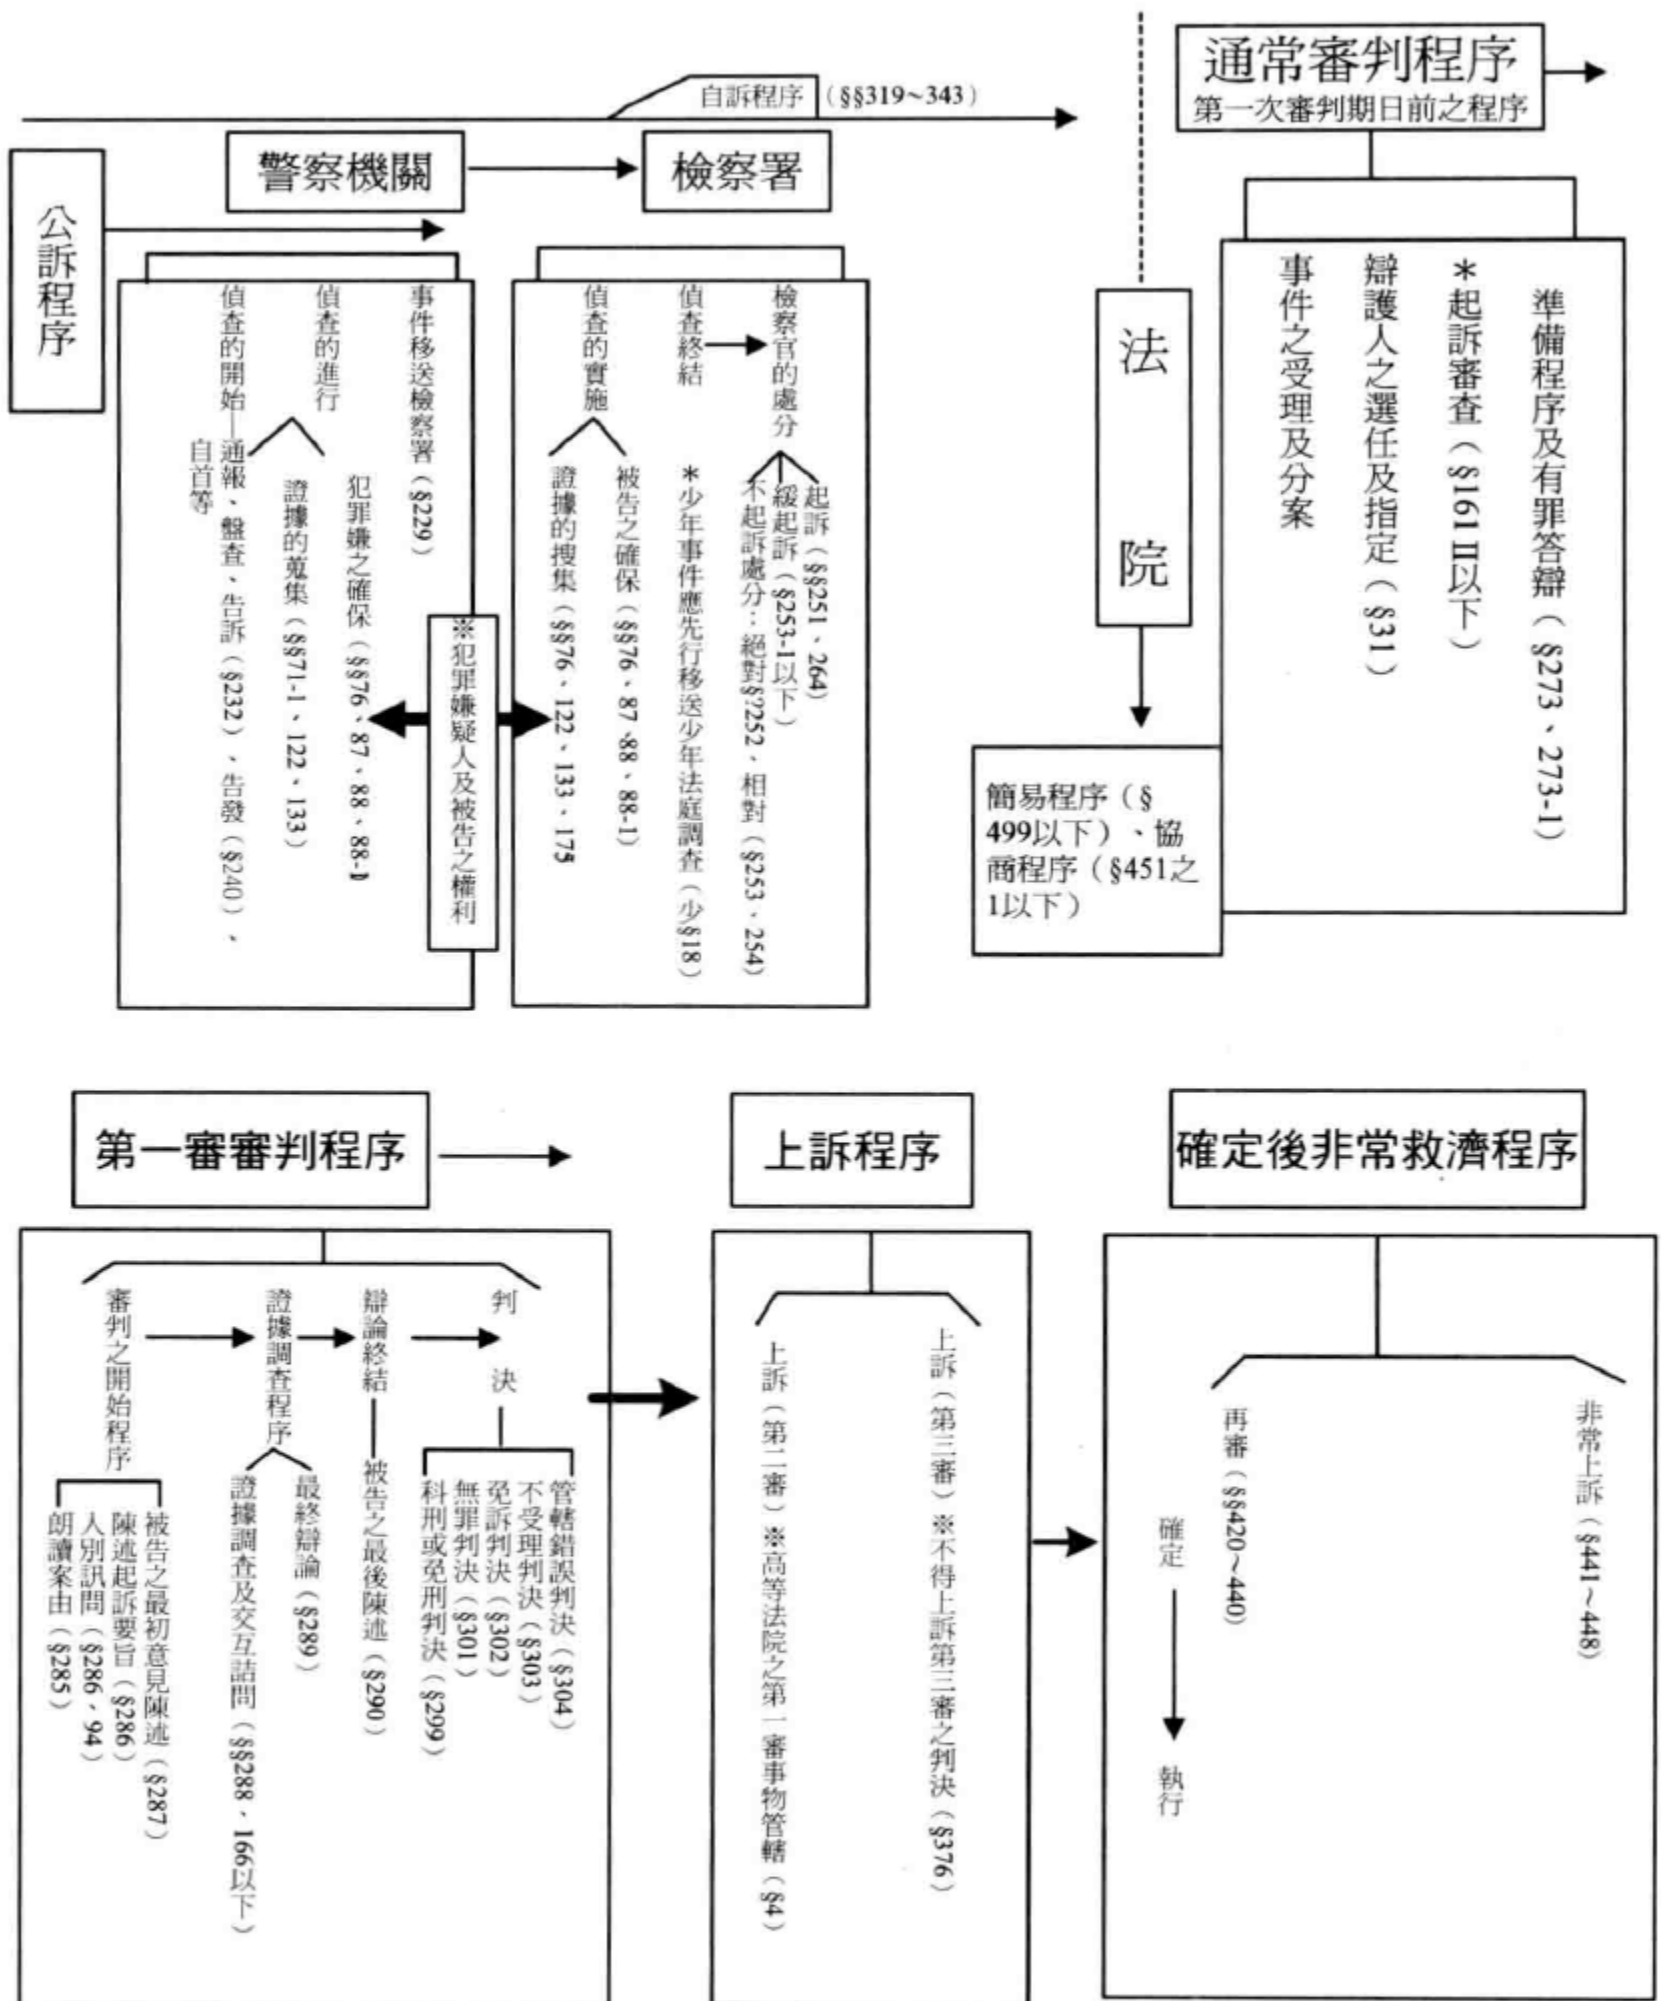 自訴程序（§§319~343）
通常審判程序
第一次審判期日前之程序
公訴程序
警察機關
檢察署
偵查的開始—通報、盤查、告訴（§232）、告發（§240）、
自首等
偵查的進行
證據的蒐集（§§71-1、122、133）
犯罪嫌之確保（§§76、87、88、88-1）
事件移送檢察署（§229）
※犯罪嫌疑人及被告之權利
偵查的實施
證據的搜集（§§76、122、133、175
被告之確保（§§76、87、88、88-1）
偵查終結
＊少年事件應先行移送少年法庭調查（少§18）
檢察官的處分
不起訴處分：絕對§?252、相對（§253、254）
緩起訴（§253-1以下）
起訴（§§251、264）
法院
簡易程序（§
499以下）、協
商程序（§451之
1以下）
事件之受理及分案
辯護人之選任及指定（§31）
＊起訴審查（§161Ⅱ以下）
準備程序及有罪答辯（§273、273-1）
第一審審判程序
上訴程序
確定後非常救濟程序
審判之開始程序
朗讀案由（§285）
人別訊問（§286、94）
陳述起訴要旨（§286）
被告之最初意見陳述（§287）
證據調查程序
證據調查及交互詰問（§§288、166以下）
最終辯論（§289）
辯論終結
被告之最後陳述（§290）
判決
科刑或免刑判決（§299）
無罪判決（§301）
免訴判決（§302）
不受理判決（§303）
管轄錯誤判決（§304）
上訴（第二審）※高等法院之第一審事物管轄（§4）
上訴（第三審）※不得上訴第三審之判決（§376）
確定
執行
再審（§§420~440）
非常上訴（§441~448）